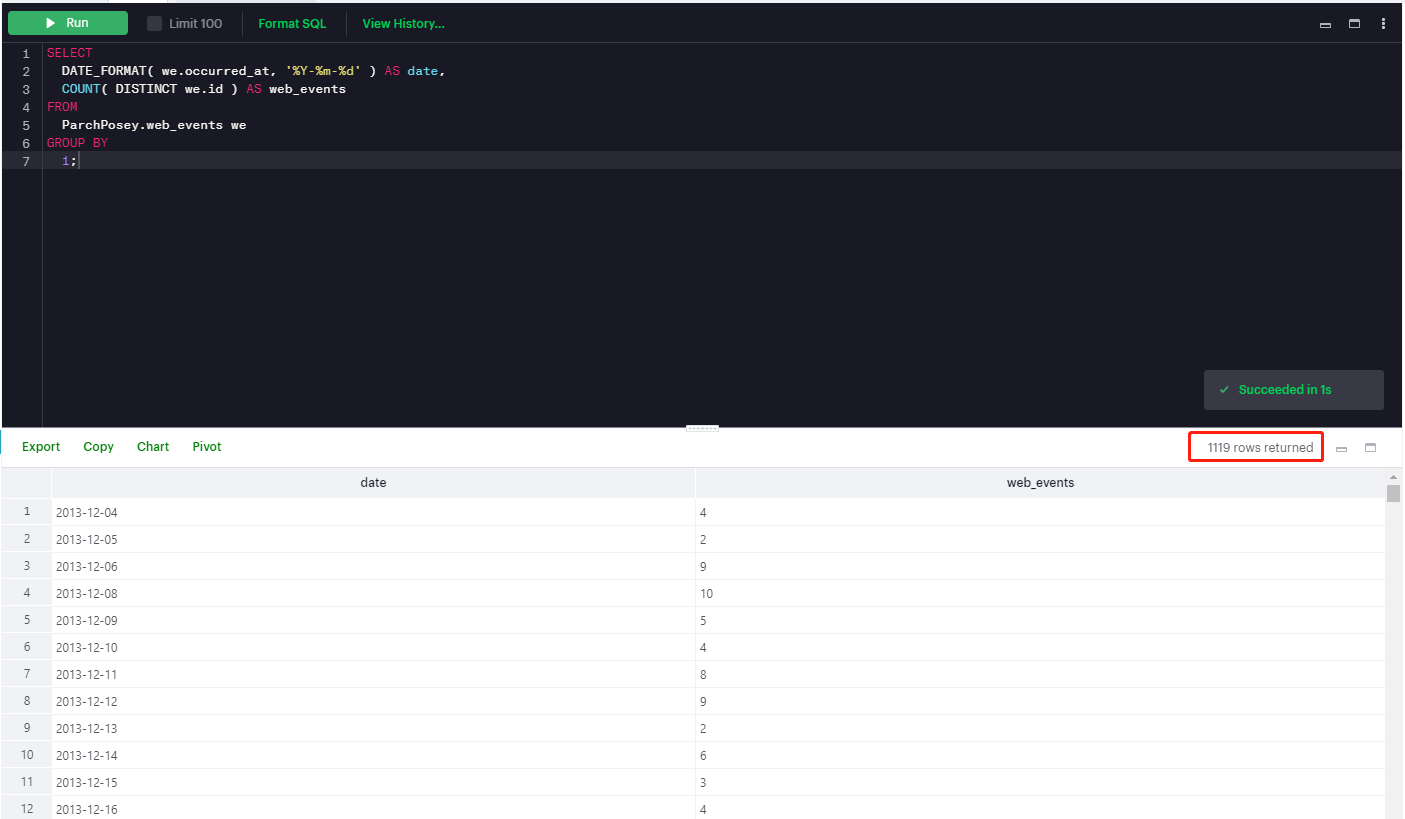 Run Limit 100 Format SQL View History...
1 SELECT
2 DATE_FORMAT( we.occurred_at, '%Y-%m-%d' ) AS date,
3 COUNT( DISTINCT we.id ) AS web_events
4 FROM
5 ParchPosey.web_events we
6 GROUP BY
7 1;
Succeeded in 1s
Export Copy Chart Pivot 1119 rows returned
date web_events
1 2013-12-04 4
2 2013-12-05 2
3 2013-12-06 9
4 2013-12-08 10
5 2013-12-09 5
6 2013-12-10 4
7 2013-12-11 8
8 2013-12-12 9
9 2013-12-13 2
10 2013-12-14 6
11 2013-12-15 3
12 2013-12-16 4